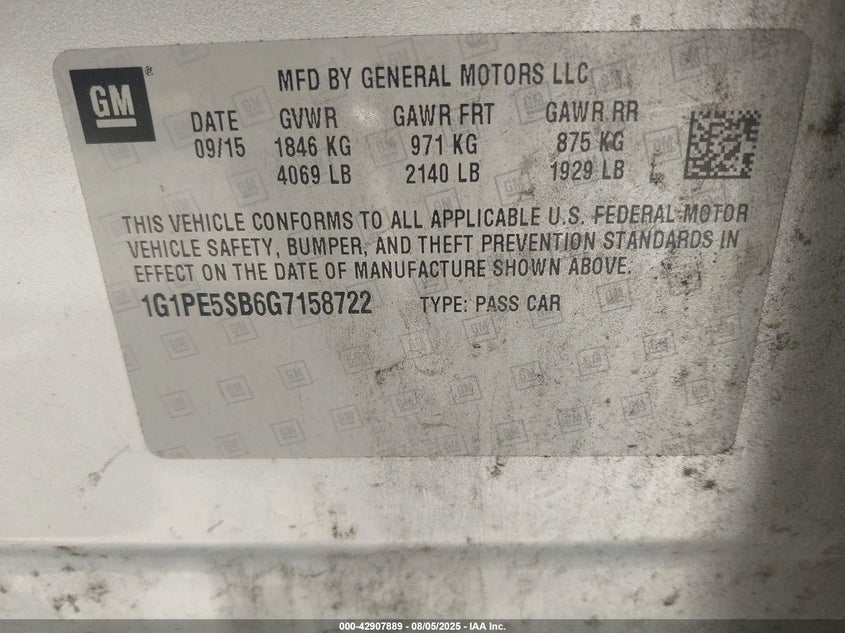 GM
MFD BY GENERAL MOTORS LLC
DATE GVWR GAWR FRT GAWR RR
09/15 1846 KG 971 KG 875 KG
4069 LB 2140 LB 1929 LB
THIS VEHICLE CONFORMS TO ALL APPLICABLE U.S. FEDERAL MOTOR
VEHICLE SAFETY, BUMPER, AND THEFT PREVENTION STANDARDS IN
EFFECT ON THE DATE OF MANUFACTURE SHOWN ABOVE.
1G1PE5SB6G7158722 TYPE: PASS CAR
000-42907889 - 08/05/2025 - IAA Inc.